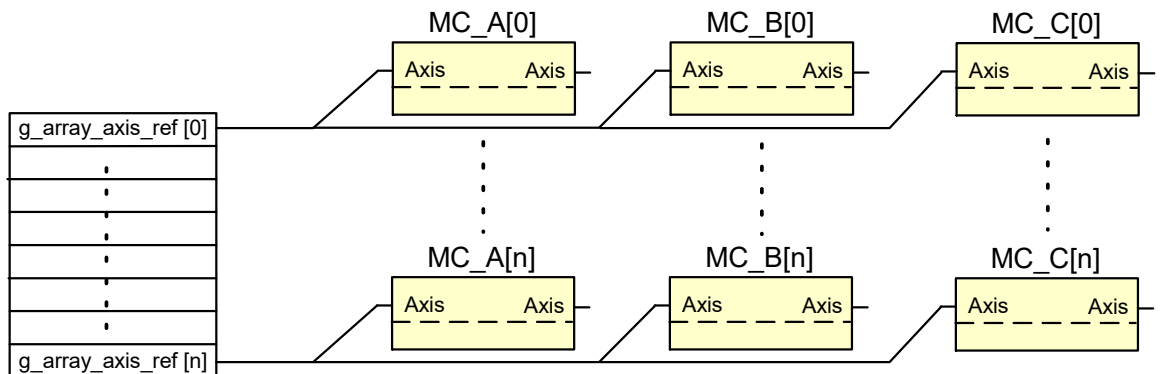 MC_A[0] MC_B[0] MC_C[0]
Axis Axis Axis Axis Axis Axis
g_array_axis_ref [0]
MC_A[n] MC_B[n] MC_C[n]
Axis Axis Axis Axis Axis Axis
g_array_axis_ref [n]